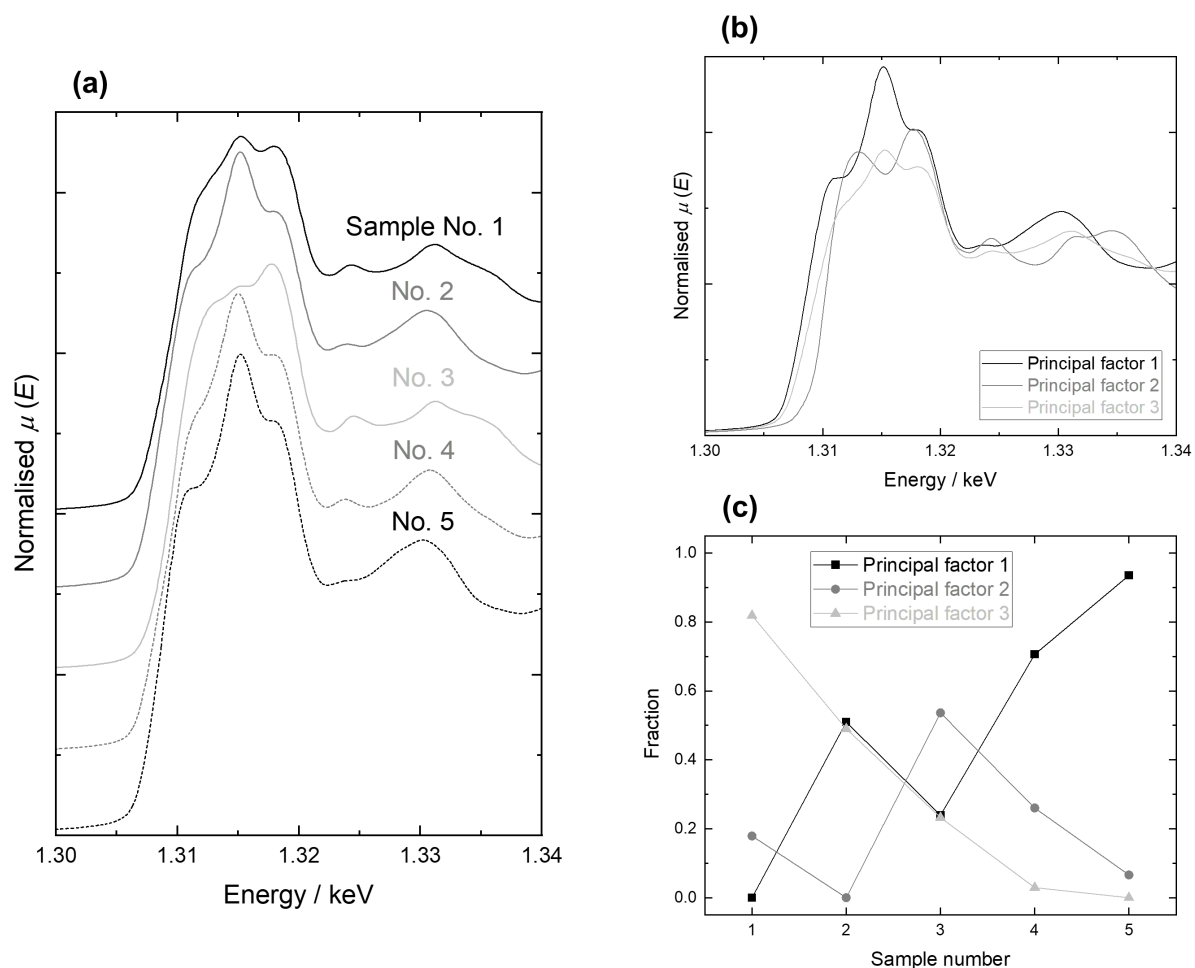 (a)
Normalised μ (E)
Sample No. 1
No. 2
No. 3
No. 4
No. 5
1.30 1.31 1.32 1.33 1.34
Energy / keV
(b)
Normalised μ (E)
Principal factor 1
Principal factor 2
Principal factor 3
1.30 1.31 1.32 1.33 1.34
Energy / keV
(c)
Fraction
1.0
0.8
0.6
0.4
0.2
0.0
Principal factor 1
Principal factor 2
Principal factor 3
1 2 3 4 5
Sample number